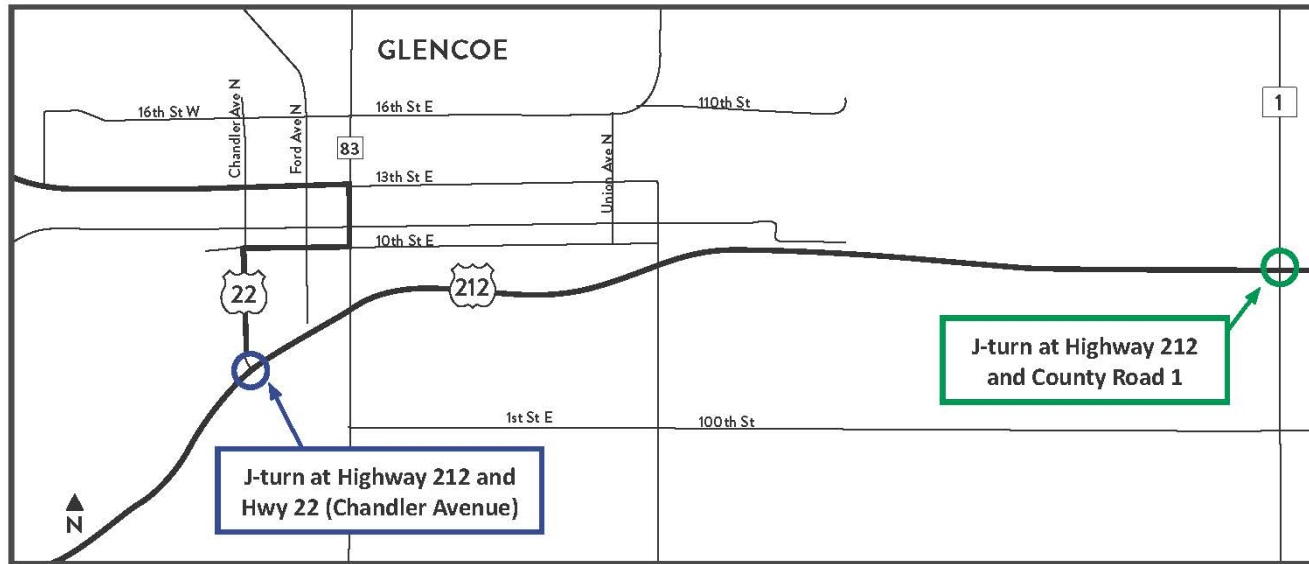 GLENCOE
16th St W
Chandler Ave N
Ford Ave N
16th St E
110th St
1
83
Union Ave N
13th St E
10th St E
22
212
J-turn at Highway 212
and County Road 1
1st St E
100th St
J-turn at Highway 212 and
Hwy 22 (Chandler Avenue)
N